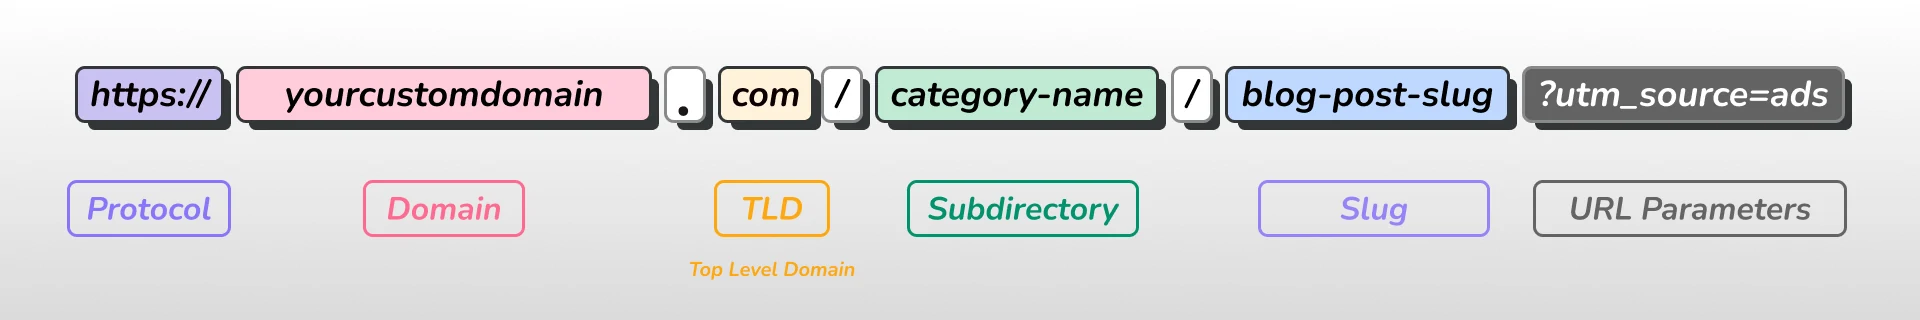 https:// yourcustomdomain . com / category-name / blog-post-slug ?utm_source=ads
Protocol Domain TLD Subdirectory Slug URL Parameters
Top Level Domain